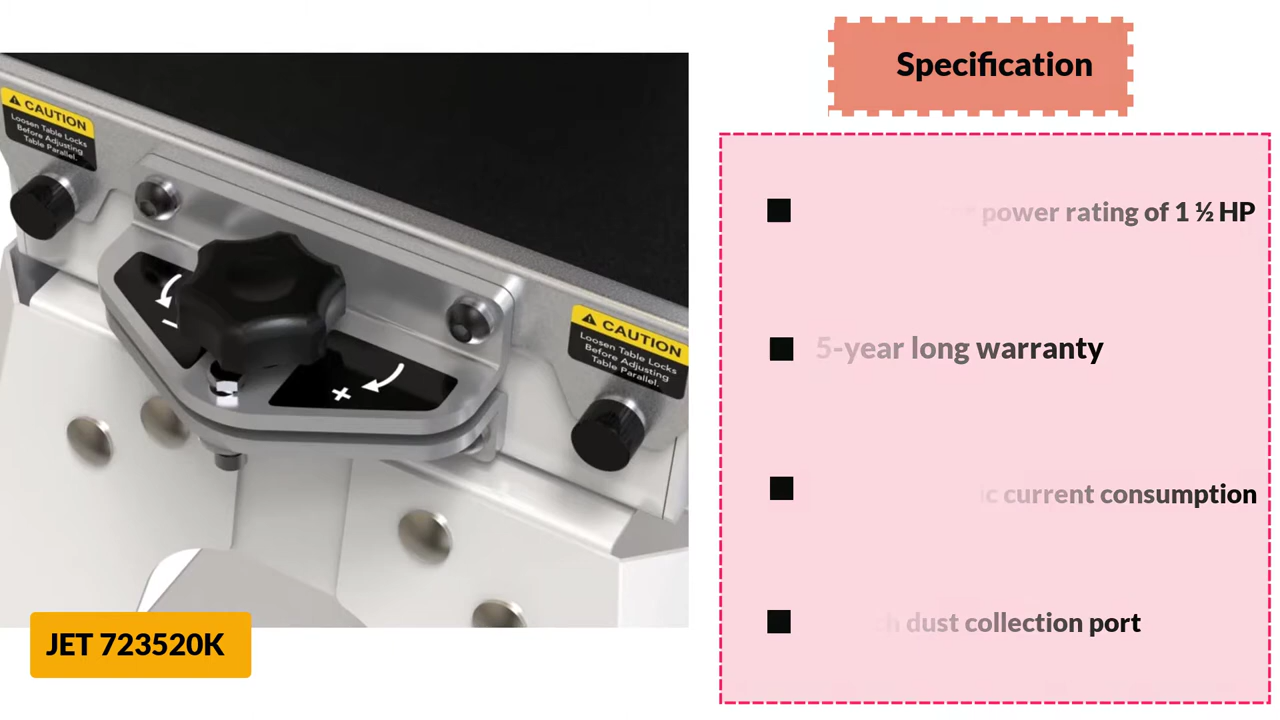 Specification
CAUTION
Loosen Table Locks
Before Adjusting
Table Parallel.
power rating of 1 ½ HP
5-year long warranty
CAUTION
Loosen Table Locks
Before Adjusting
Table Parallel.
current consumption
dust collection port
JET 723520K